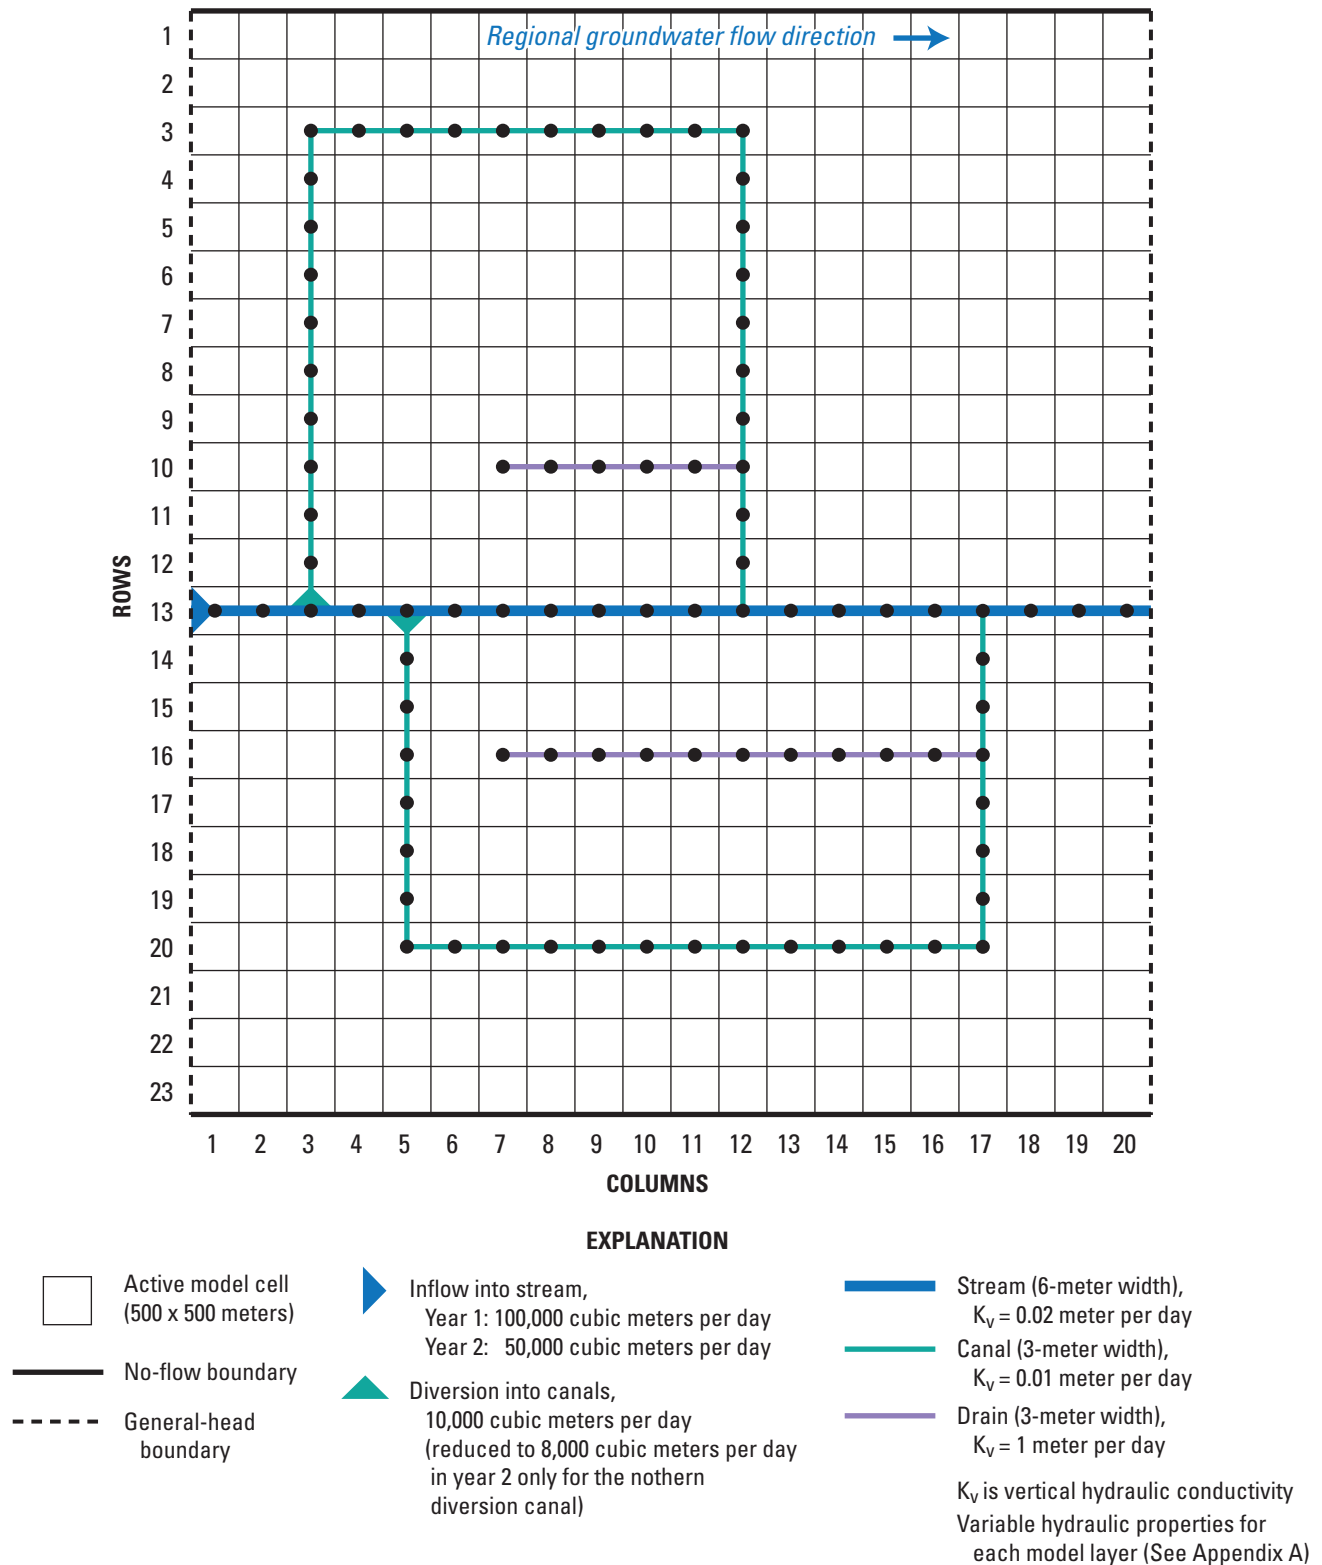 Regional groundwater flow direction
1
2
3
4
5
6
7
8
9
10
11
12
13
14
15
16
17
18
19
20
21
22
23
ROWS
1 2 3 4 5 6 7 8 9 10 11 12 13 14 15 16 17 18 19 20
COLUMNS
EXPLANATION
Active model cell
(500 x 500 meters)
No-flow boundary
General-head
boundary
Inflow into stream,
Year 1: 100,000 cubic meters per day
Year 2: 50,000 cubic meters per day
Diversion into canals,
10,000 cubic meters per day
(reduced to 8,000 cubic meters per day
in year 2 only for the nothern
diversion canal)
Stream (6-meter width),
Kv = 0.02 meter per day
Canal (3-meter width),
Kv = 0.01 meter per day
Drain (3-meter width),
Kv = 1 meter per day
Kv is vertical hydraulic conductivity
Variable hydraulic properties for
each model layer (See Appendix A)